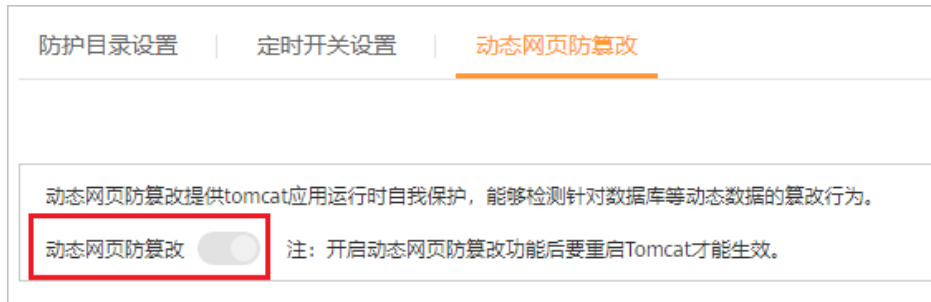 防护目录设置 定时开关设置 动态网页防篡改
动态网页防篡改提供tomcat应用运行时自我保护，能够检测针对数据库等动态数据的篡改行为。
动态网页防篡改 注：开启动态网页防篡改功能后要重启Tomcat才能生效。